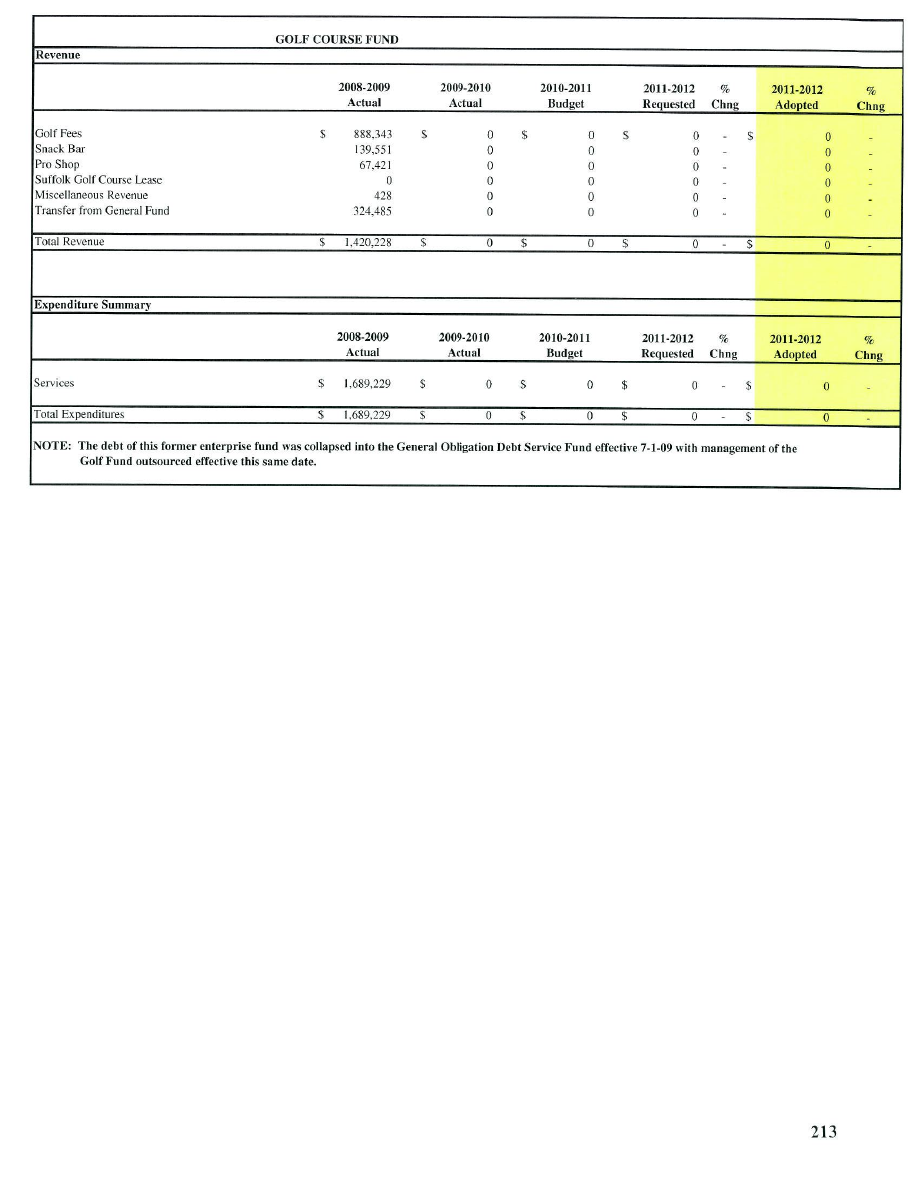 GOLF COURSE FUND
Revenue
2008-2009 2009-2010 2010-2011 2011-2012 % 2011-2012 %
Actual Actual Budget Requested Chng Adopted Chng
Golf Fees $ 888,343 $ 0 $ 0 $ 0 - $ 0 -
Snack Bar 139,551 0 0 0 - 0 -
Pro Shop 67,421 0 0 0 - 0 -
Suffolk Golf Course Lease 0 0 0 0 - 0 -
Miscellaneous Revenue 428 0 0 0 - 0 -
Transfer from General Fund 324,485 0 0 0 - 0 -
Total Revenue $ 1,420,228 $ 0 $ 0 $ 0 - $ 0 -
Expenditure Summary
2008-2009 2009-2010 2010-2011 2011-2012 % 2011-2012 %
Actual Actual Budget Requested Chng Adopted Chng
Services $ 1,689,229 $ 0 $ 0 $ 0 - $ 0 -
Total Expenditures $ 1,689,229 $ 0 $ 0 $ 0 - $ 0 -
NOTE: The debt of this former enterprise fund was collapsed into the General Obligation Debt Service Fund effective 7-1-09 with management of the
Golf Fund outsourced effective this same date.
213